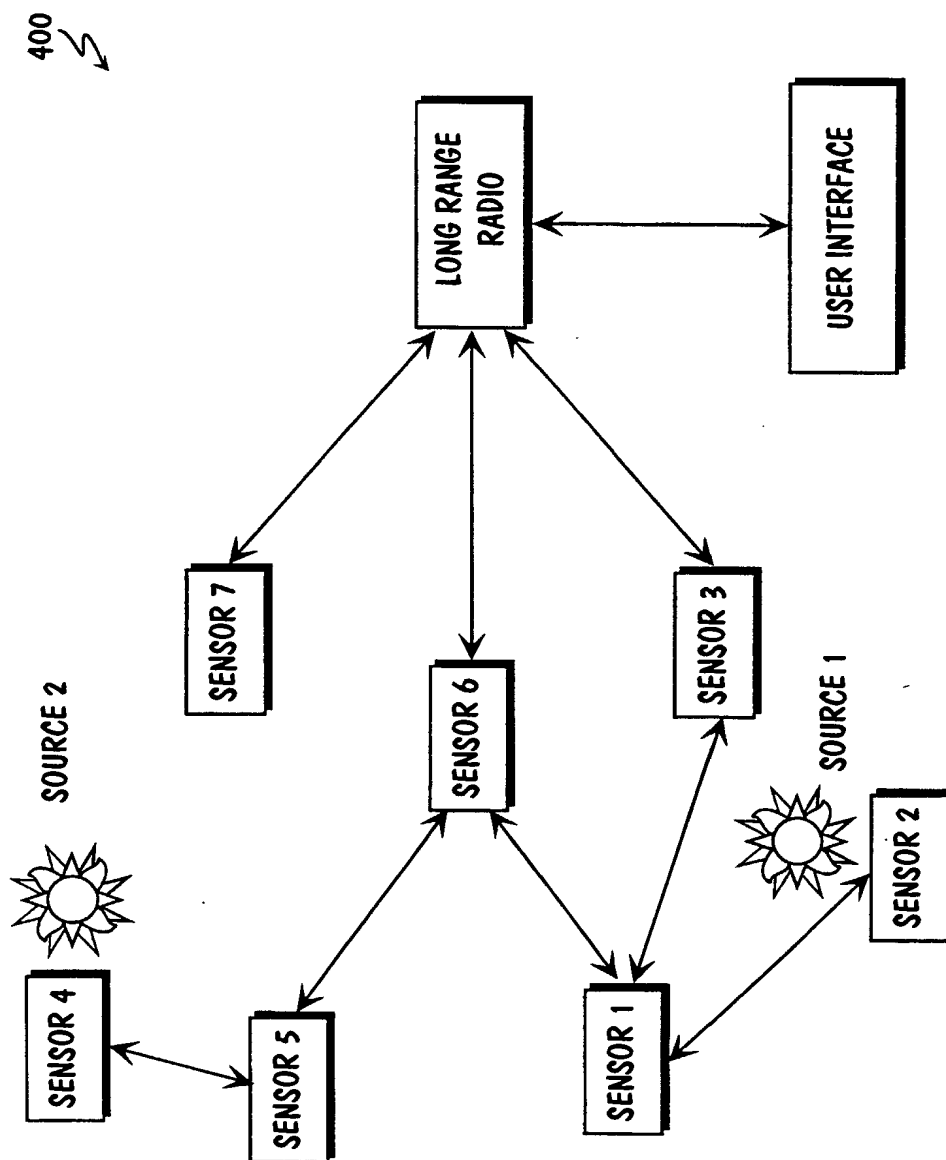 400
SOURCE 2
SENSOR 4
SENSOR 5
SENSOR 7
SENSOR 6
LONG RANGE
RADIO
SENSOR 1
SENSOR 3
SOURCE 1
SENSOR 2
USER INTERFACE